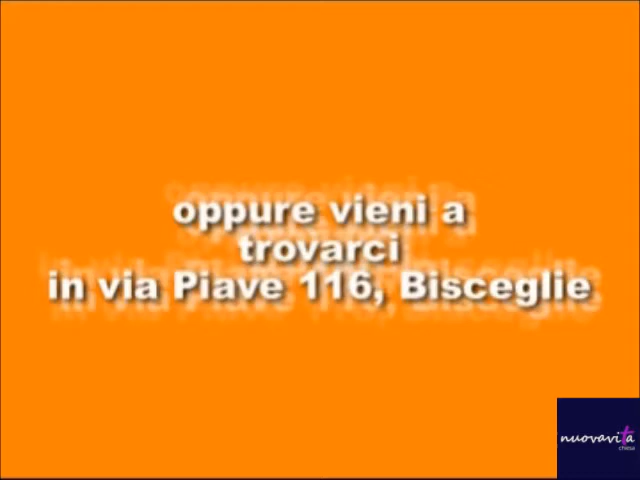 oppure vieni a
trovarci
in via Piave 116, Bisceglie
nuovavita
chiesa